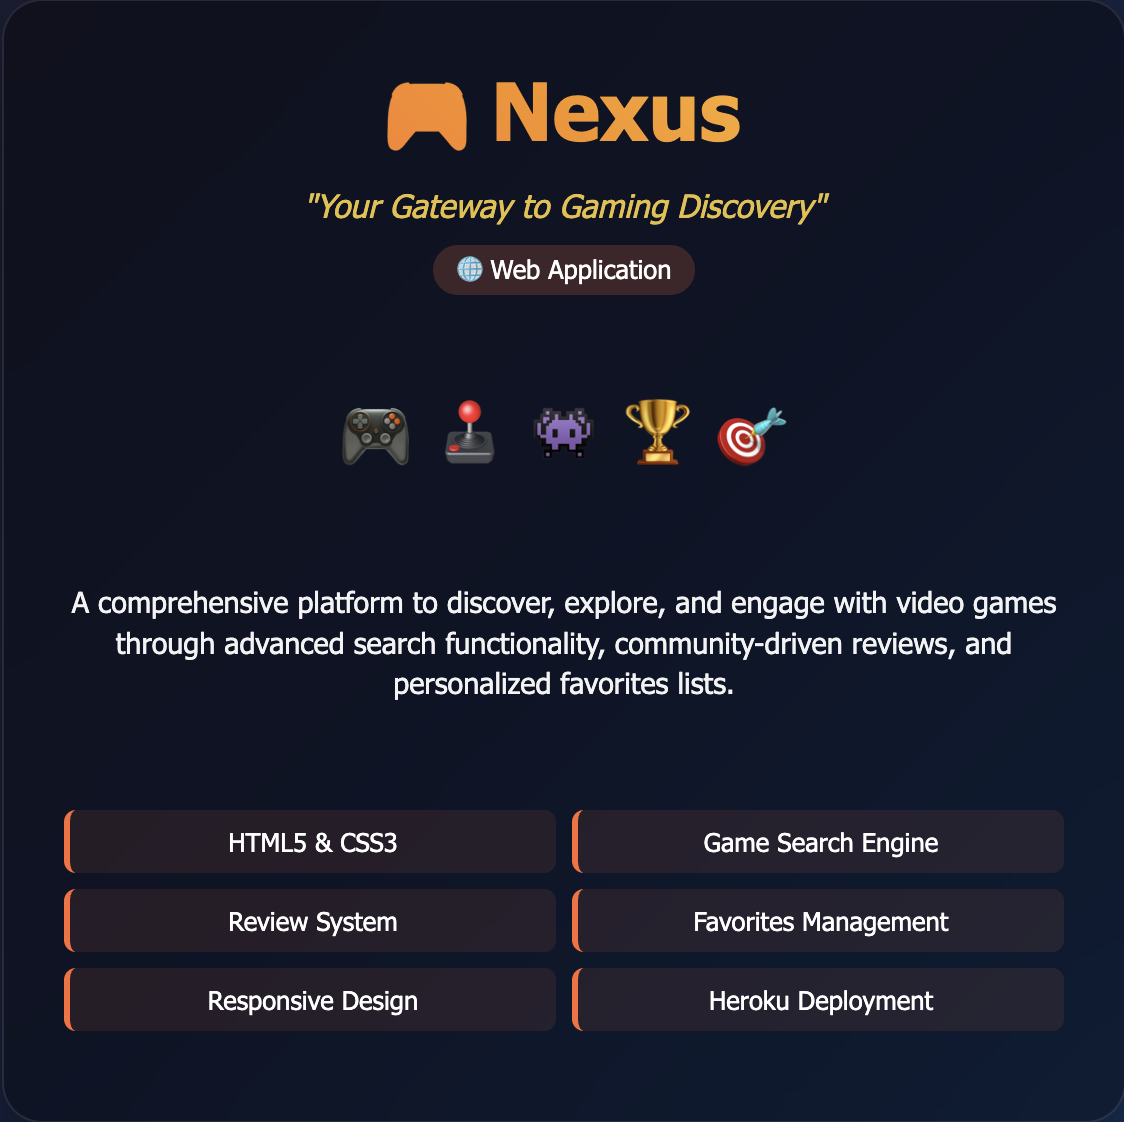 Nexus
"Your Gateway to Gaming Discovery"
Web Application
A comprehensive platform to discover, explore, and engage with video games
through advanced search functionality, community-driven reviews, and
personalized favorites lists.
HTML5 & CSS3
Game Search Engine
Review System
Favorites Management
Responsive Design
Heroku Deployment